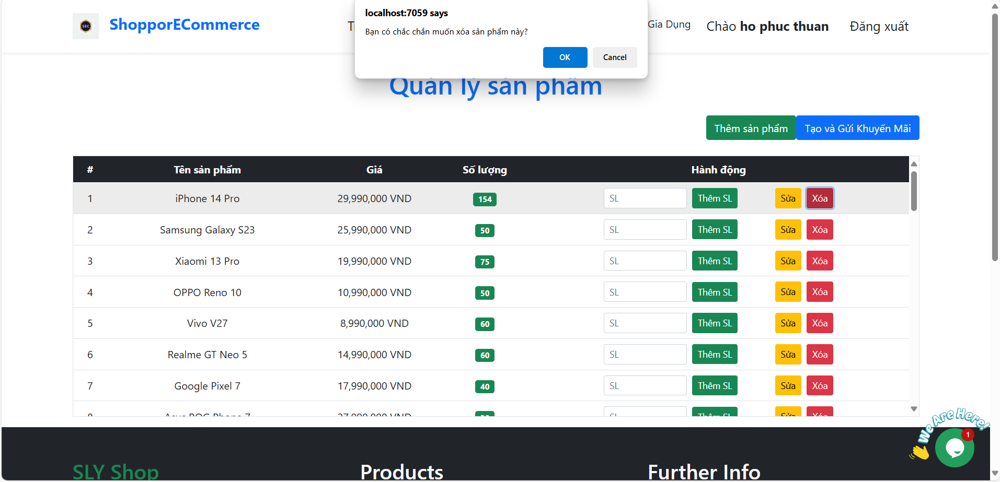 localhost:7059 says
Bạn có chắc chắn muốn xóa sản phẩm này?
OK
Cancel
SEC
ShopporECommerce
Gia Dụng
Chào ho phuc thuan
Đăng xuất
Quản lý sản phẩm
Thêm sản phẩm
Tạo và Gửi Khuyến Mãi
# Tên sản phẩm Giá Số lượng Hành động
1 iPhone 14 Pro 29,990,000 VND 154 SL Thêm SL Sửa Xóa
2 Samsung Galaxy S23 25,990,000 VND 50 SL Thêm SL Sửa Xóa
3 Xiaomi 13 Pro 19,990,000 VND 75 SL Thêm SL Sửa Xóa
4 OPPO Reno 10 10,990,000 VND 50 SL Thêm SL Sửa Xóa
5 Vivo V27 8,990,000 VND 60 SL Thêm SL Sửa Xóa
6 Realme GT Neo 5 14,990,000 VND 60 SL Thêm SL Sửa Xóa
7 Google Pixel 7 17,990,000 VND 40 SL Thêm SL Sửa Xóa
We Are Here!
1
SLY Shop
Products
Further Info